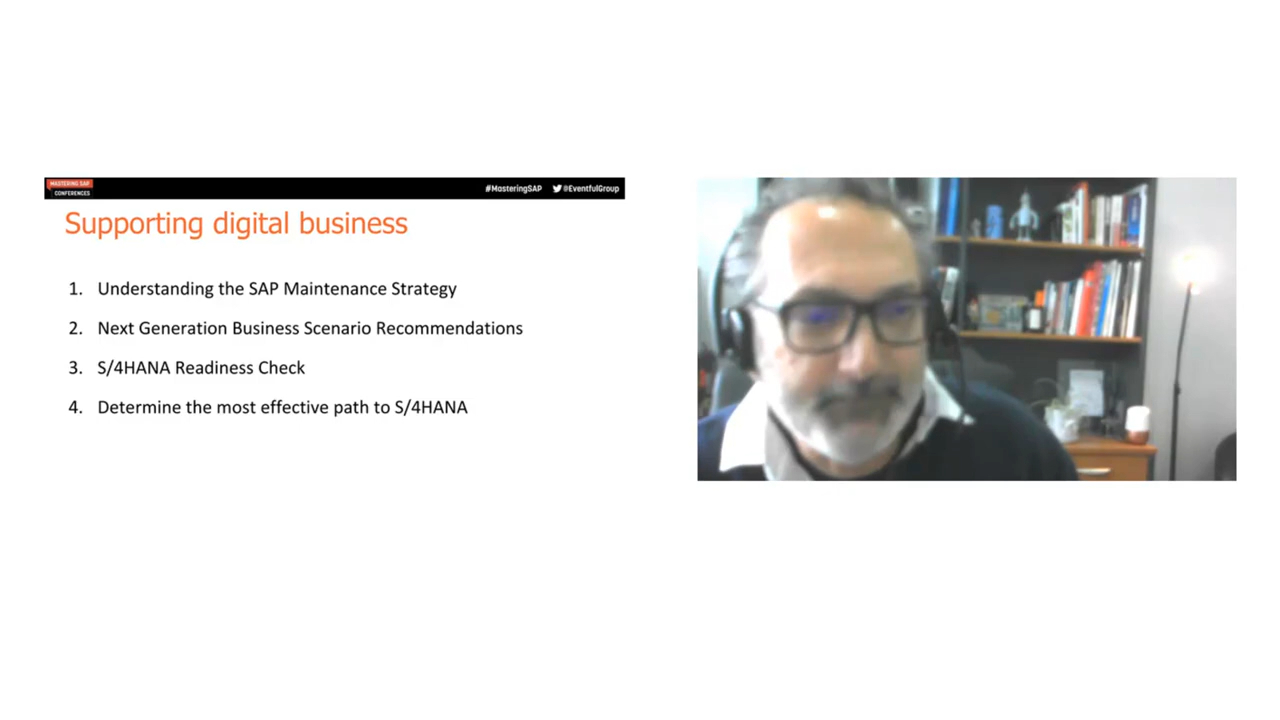 MASTERING SAP
CONFERENCES
#MasteringSAP @EventfulGroup
Supporting digital business
1. Understanding the SAP Maintenance Strategy
2. Next Generation Business Scenario Recommendations
3. S/4HANA Readiness Check
4. Determine the most effective path to S/4HANA